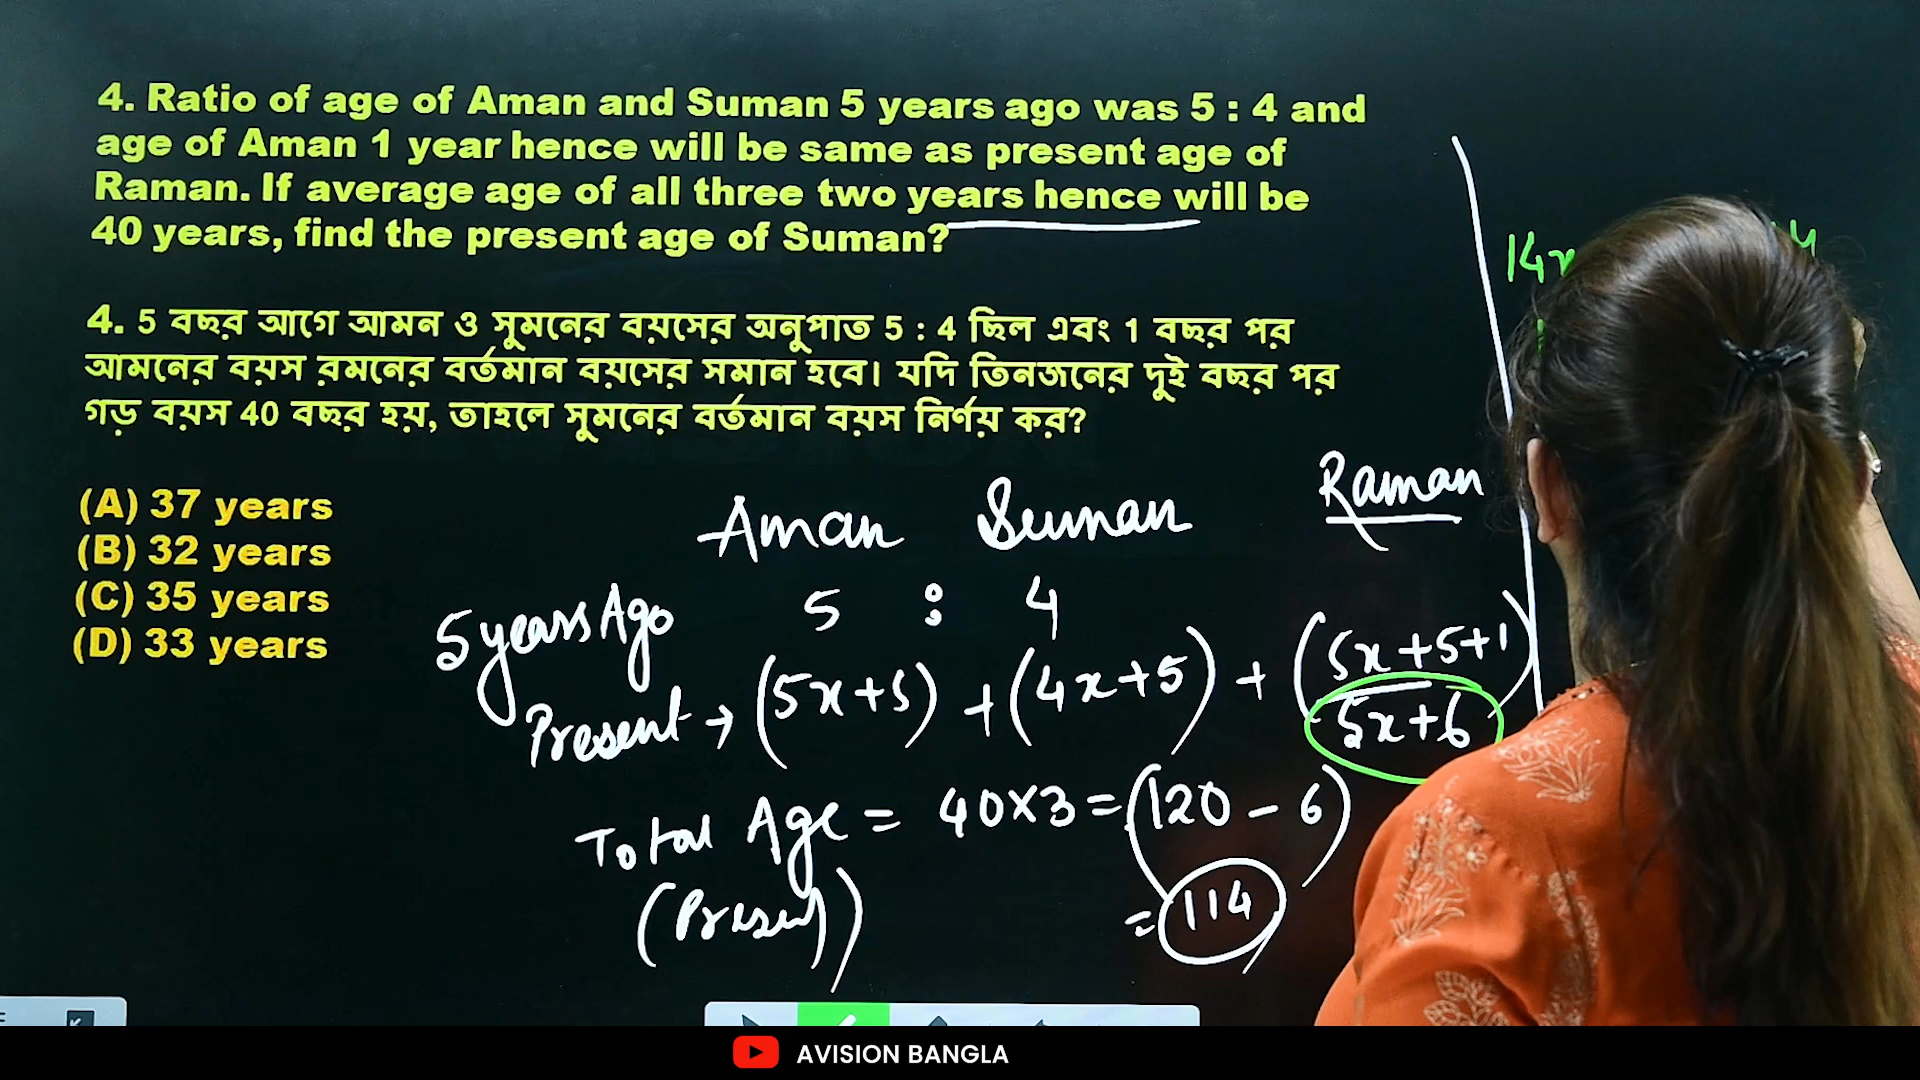 4. Ratio of age of Aman and Suman 5 years ago was 5 : 4 and
age of Aman 1 year hence will be same as present age of
Raman. If average age of all three two years hence will be
40 years, find the present age of Suman?
4. 5 বছর আগে আমন ও সুমনের বয়সের অনুপাত 5 : 4 ছিল এবং 1 বছর পর
আমনের বয়স রমনের বর্তমান বয়সের সমান হবে। যদি তিনজনের দুই বছর পর
গড় বয়স 40 বছর হয়, তাহলে সুমনের বর্তমান বয়স নির্ণয় কর?
(A) 37 years
(B) 32 years
(C) 35 years
(D) 33 years
Aman Suman Raman
5 years Ago 5 : 4
Present → (5x+5) + (4x+5) + (5x+5+1)
5x+6
Total Age = 40×3 = (120 - 6)
(Present) = 114
14x
AVISION BANGLA